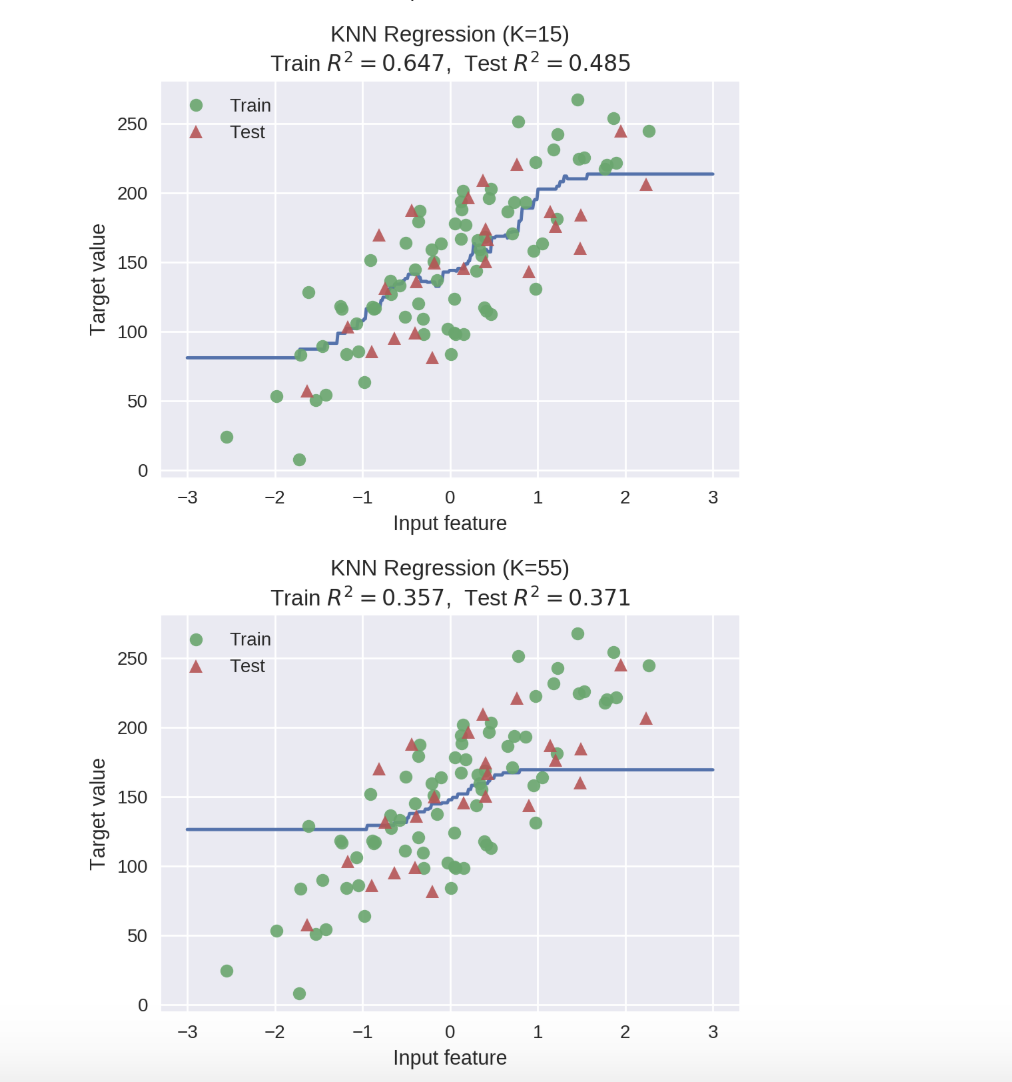 KNN Regression (K=15)
Train R² = 0.647, Test R² = 0.485
Train
Test
250
200
150
100
50
0
Target value
−3 −2 −1 0 1 2 3
Input feature
KNN Regression (K=55)
Train R² = 0.357, Test R² = 0.371
Train
Test
250
200
150
100
50
0
Target value
−3 −2 −1 0 1 2 3
Input feature